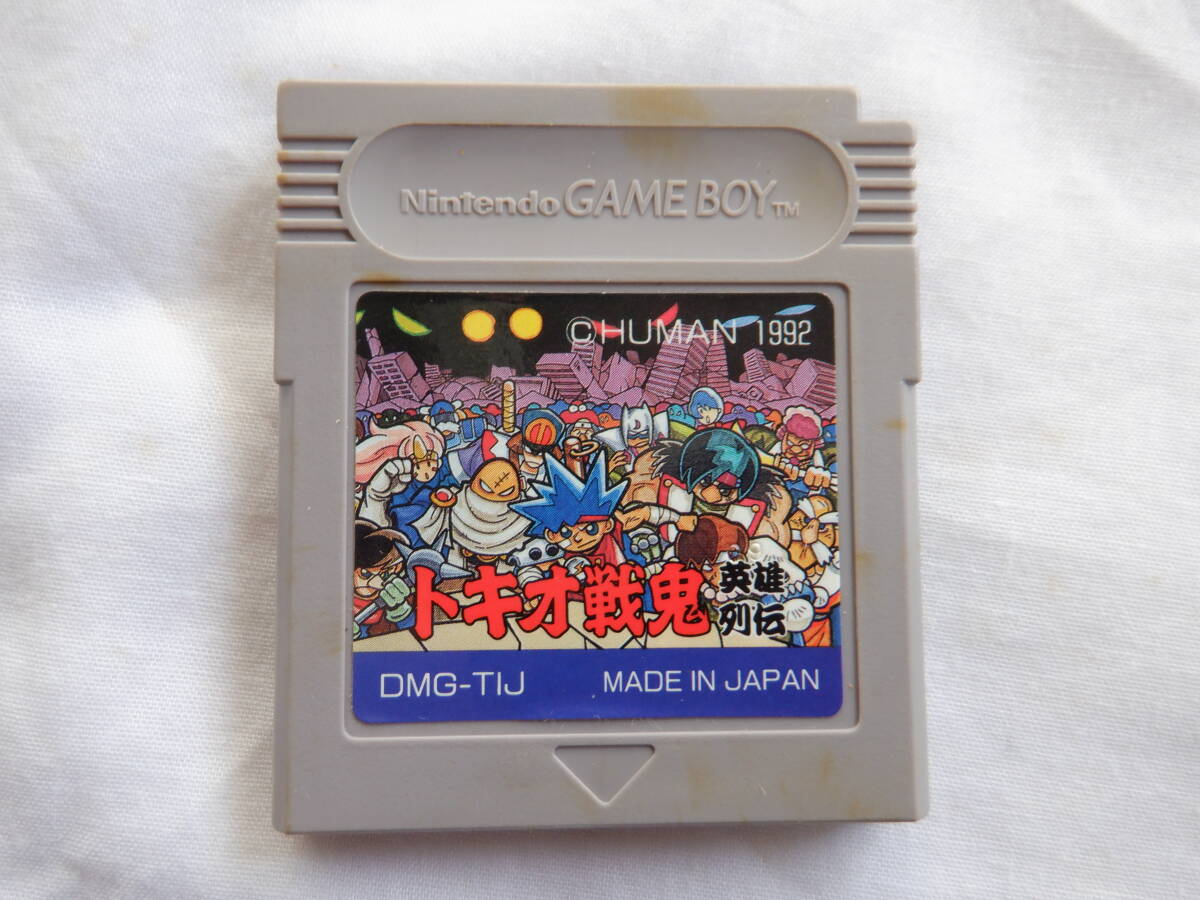 Nintendo GAME BOY™
©HUMAN 1992
トキオ戦鬼 英雄列伝
DMG-TIJ MADE IN JAPAN